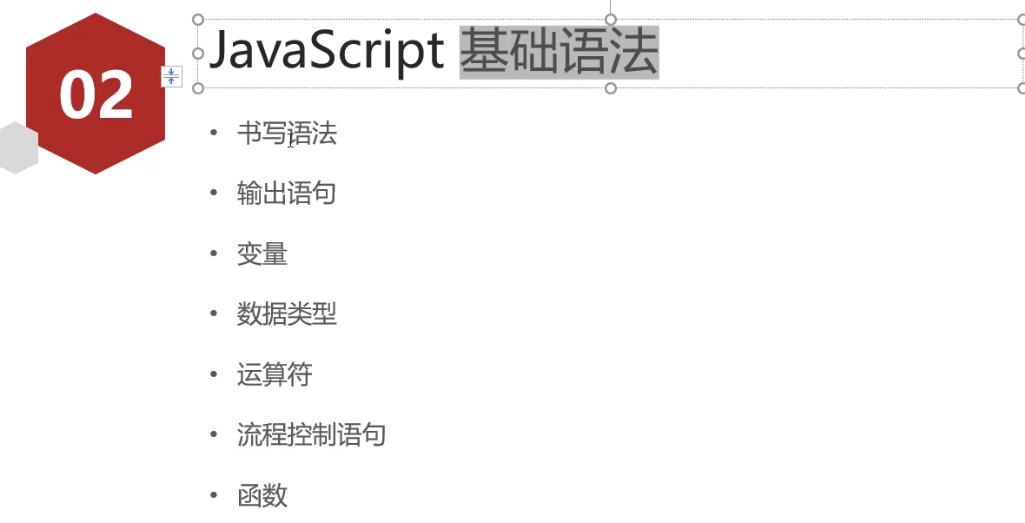 02
JavaScript 基础语法
• 书写语法
• 输出语句
• 变量
• 数据类型
• 运算符
• 流程控制语句
• 函数